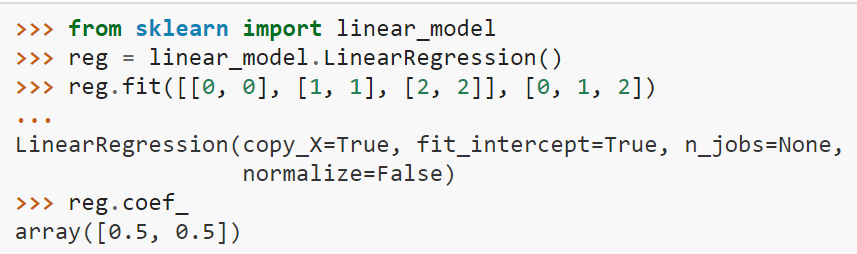 >>> from sklearn import linear_model
>>> reg = linear_model.LinearRegression()
>>> reg.fit([[0, 0], [1, 1], [2, 2]], [0, 1, 2])
...
LinearRegression(copy_X=True, fit_intercept=True, n_jobs=None,
                 normalize=False)
>>> reg.coef_
array([0.5, 0.5])